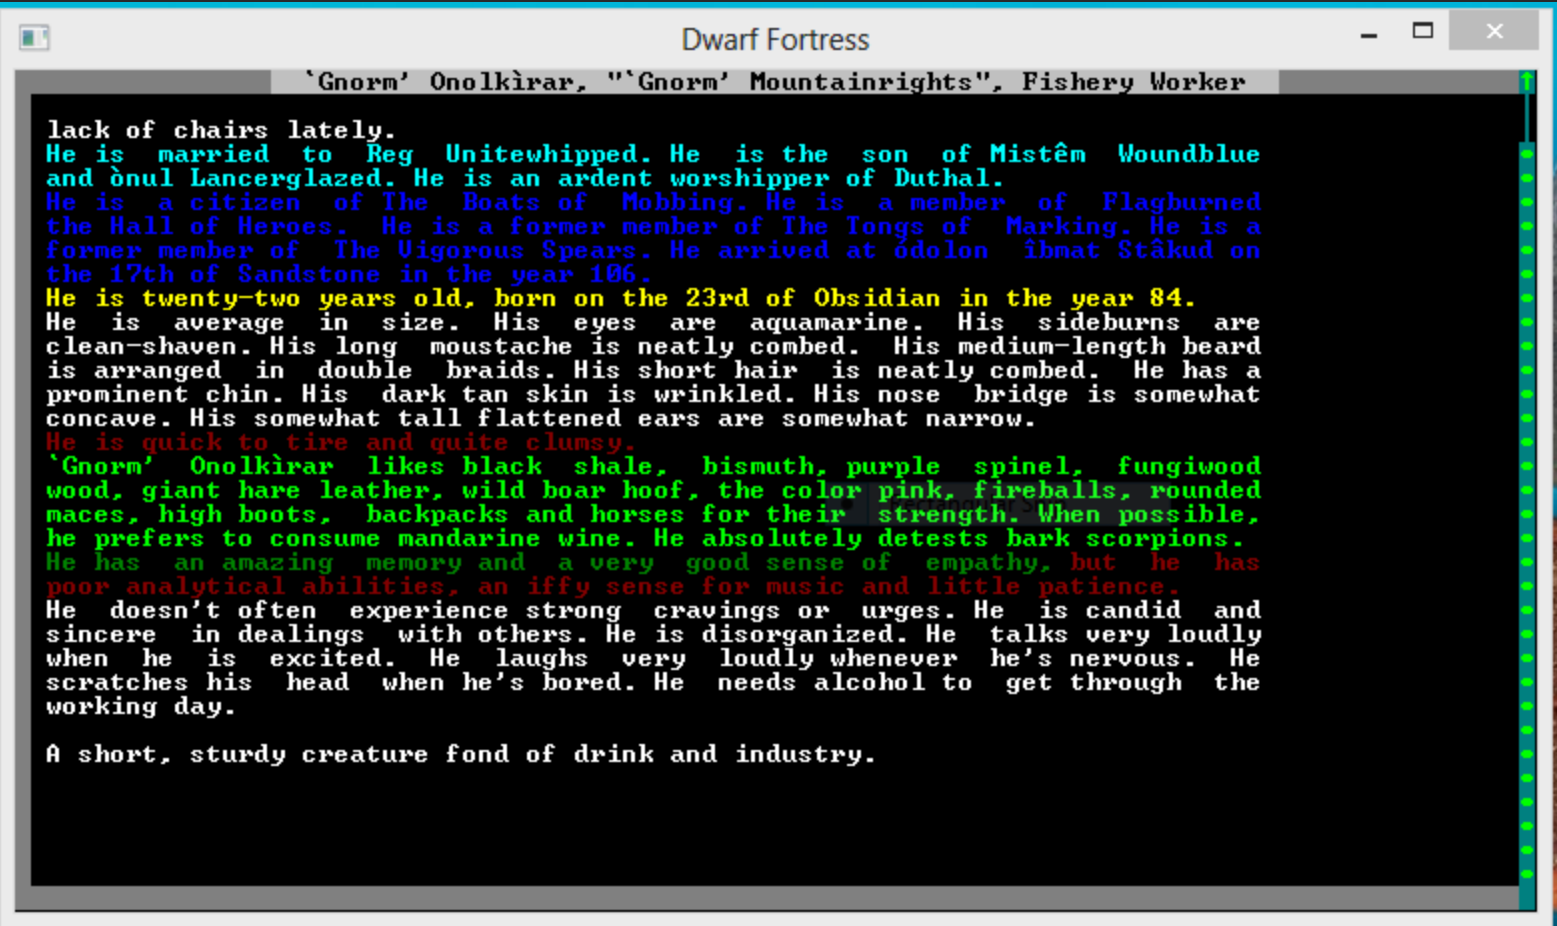 Dwarf Fortress
`Gnorm' Onolkìrar, "`Gnorm' Mountainrights", Fishery Worker
lack of chairs lately.
He is married to Reg Unitewhipped. He is the son of Mistêm Woundblue
and ònul Lancerglazed. He is an ardent worshipper of Duthal.
He is a citizen of The Boats of Mobbing. He is a member of Flagburned
the Hall of Heroes. He is a former member of The Tongs of Marking. He is a
former member of The Vigorous Spears. He arrived at ódolon îbmat Stâkud on
the 17th of Sandstone in the year 106.
He is twenty-two years old, born on the 23rd of Obsidian in the year 84.
He is average in size. His eyes are aquamarine. His sideburns are
clean-shaven. His long moustache is neatly combed. His medium-length beard
is arranged in double braids. His short hair is neatly combed. He has a
prominent chin. His dark tan skin is wrinkled. His nose bridge is somewhat
concave. His somewhat tall flattened ears are somewhat narrow.
He is quick to tire and quite clumsy.
`Gnorm' Onolkìrar likes black shale, bismuth, purple spinel, fungiwood
wood, giant hare leather, wild boar hoof, the color pink, fireballs, rounded
maces, high boots, backpacks and horses for their strength. When possible,
he prefers to consume mandarine wine. He absolutely detests bark scorpions.
He has an amazing memory and a very good sense of empathy, but he has
poor analytical abilities, an iffy sense for music and little patience.
He doesn't often experience strong cravings or urges. He is candid and
sincere in dealings with others. He is disorganized. He talks very loudly
when he is excited. He laughs very loudly whenever he's nervous. He
scratches his head when he's bored. He needs alcohol to get through the
working day.
A short, sturdy creature fond of drink and industry.